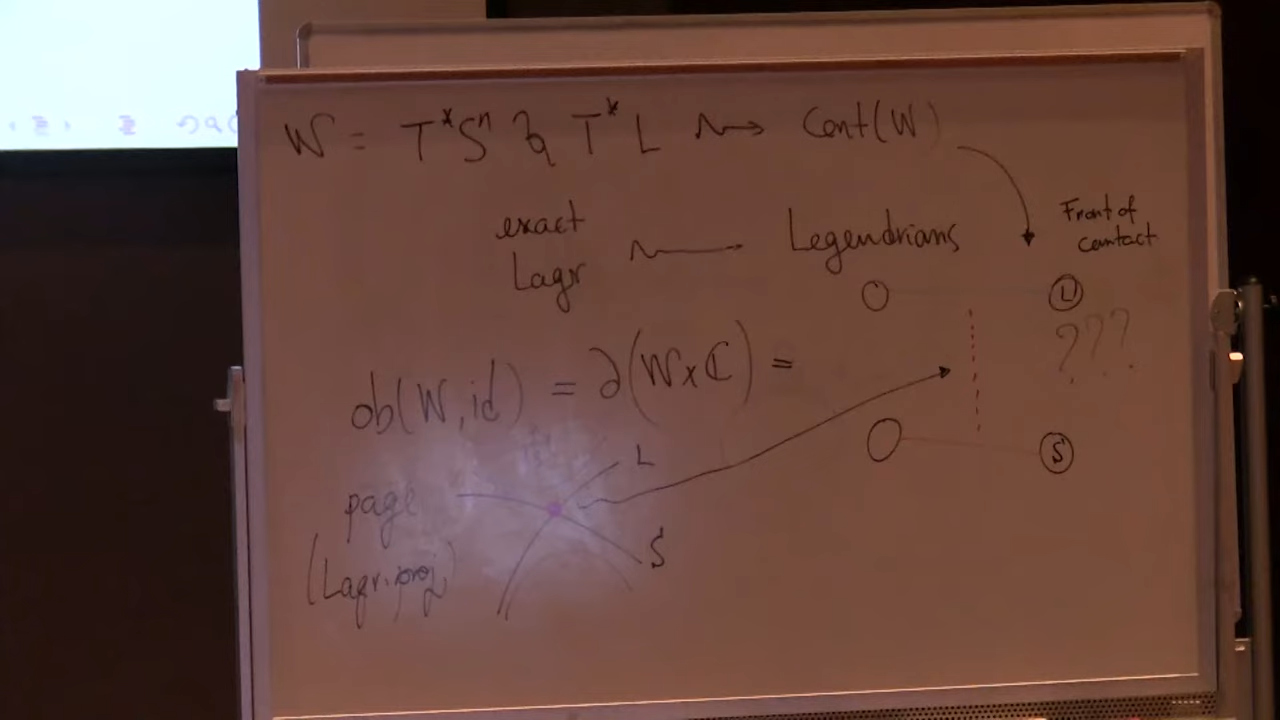 W = T*S^n ⅋ T*L ⇝ Cont(W)
exact Lagr ⇝ Legendrians
Front of
contact
L
???
ob(W, id) = ∂(W×ℂ) =
S
L
page
S
(Lagr. proj)